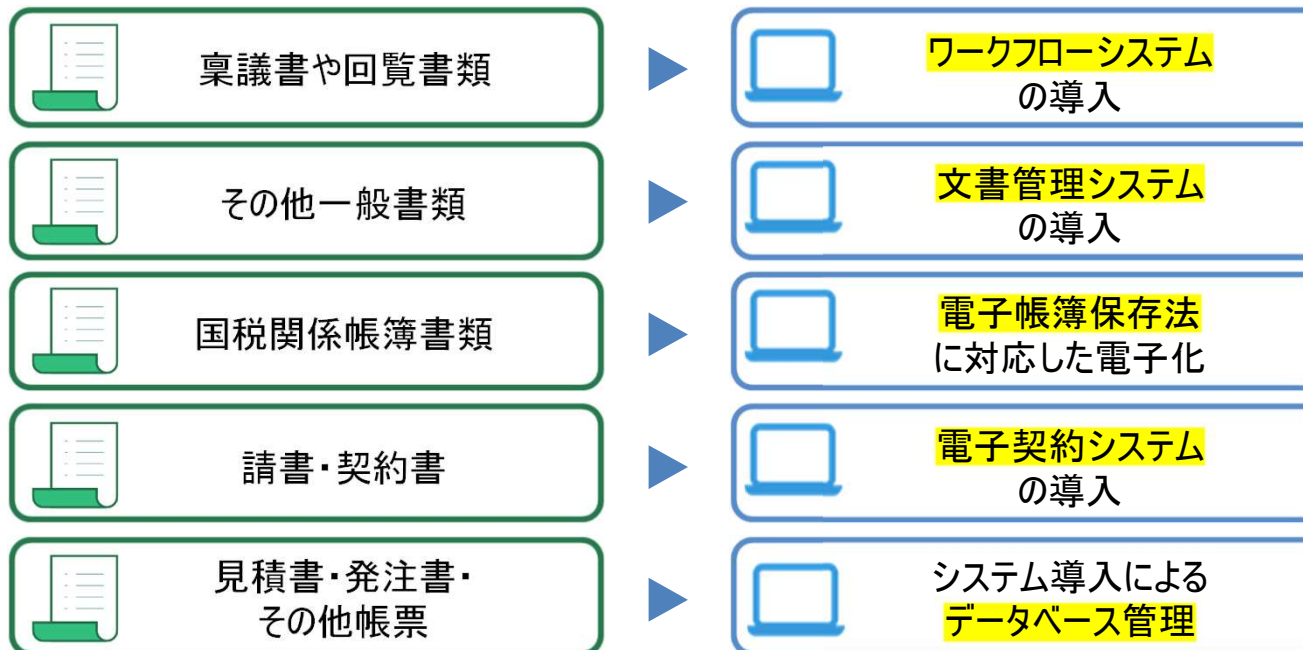 稟議書や回覧書類
ワークフローシステム
の導入
その他一般書類
文書管理システム
の導入
国税関係帳簿書類
電子帳簿保存法
に対応した電子化
請書・契約書
電子契約システム
の導入
見積書・発注書・
その他帳票
システム導入による
データベース管理